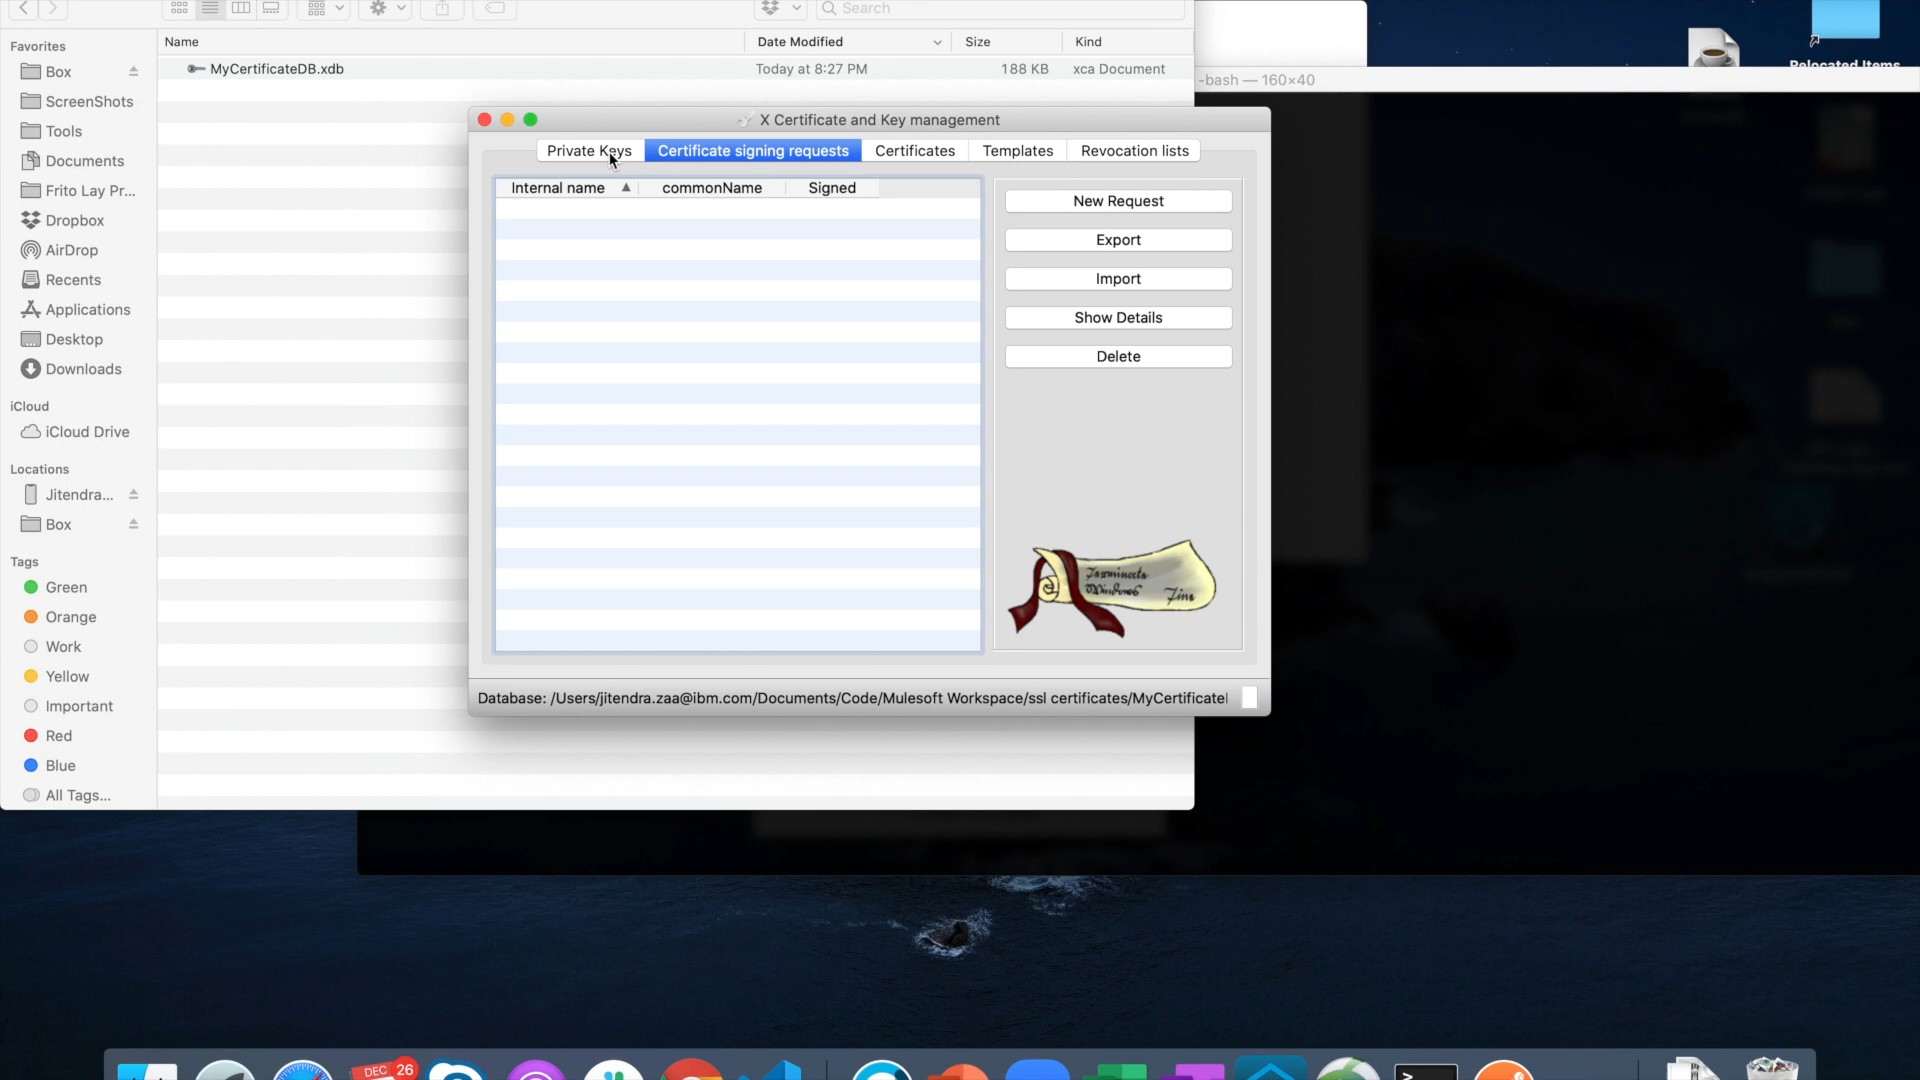 Search
Favorites
Box
ScreenShots
Tools
Documents
Frito Lay Pr...
Dropbox
AirDrop
Recents
Applications
Desktop
Downloads
iCloud
iCloud Drive
Locations
Jitendra...
Box
Tags
Green
Orange
Work
Yellow
Important
Red
Blue
All Tags...
Name Date Modified Size Kind
MyCertificateDB.xdb Today at 8:27 PM 188 KB xca Document
-bash — 160×40
Relocated Items
X Certificate and Key management
Private Keys Certificate signing requests Certificates Templates Revocation lists
Internal name commonName Signed
New Request
Export
Import
Show Details
Delete
Database: /Users/jitendra.zaa@ibm.com/Documents/Code/Mulesoft Workspace/ssl certificates/MyCertificate
DEC 26